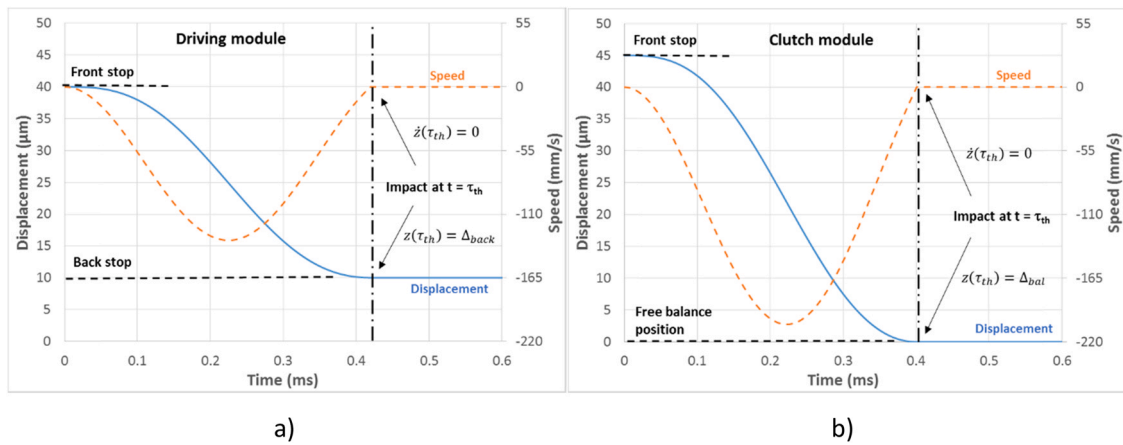 Driving module
Front stop
Speed
ż(τth) = 0
Impact at t = τth
z(τth) = Δback
Back stop
Displacement
50
45
40
35
30
25
20
15
10
5
0
Displacement (μm)
55
0
-55
-110
-165
-220
Speed (mm/s)
0 0.1 0.2 0.3 0.4 0.5 0.6
Time (ms)
a)
Clutch module
Front stop
Speed
ż(τth) = 0
Impact at t = τth
z(τth) = Δbal
Free balance
position
Displacement
50
45
40
35
30
25
20
15
10
5
0
Displacement (μm)
55
0
-55
-110
-165
-220
Speed (mm/s)
0 0.1 0.2 0.3 0.4 0.5 0.6
Time (ms)
b)